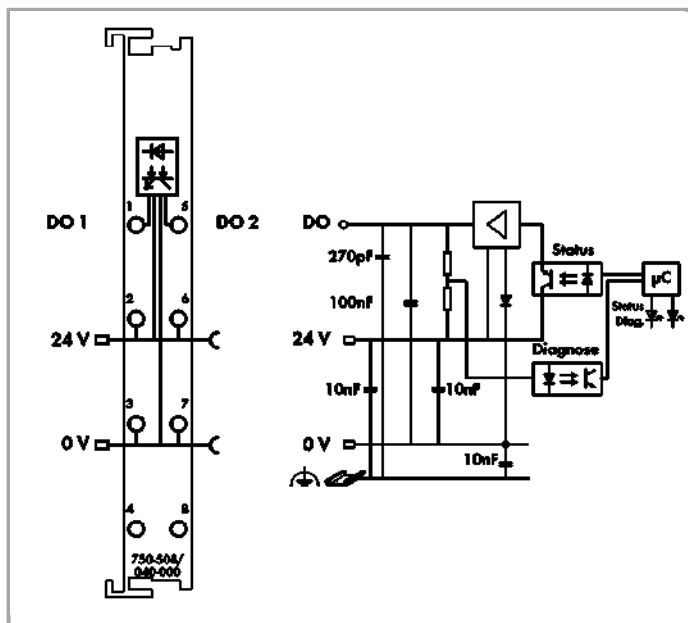 1
5
DO 1
DO 2
2
6
24 V
3
7
0 V
4
8
750-508/
040-000
DO
270pF
Status
µC
100nF
Status
Diag.
24 V
Diagnose
10nF
10nF
0 V
10nF